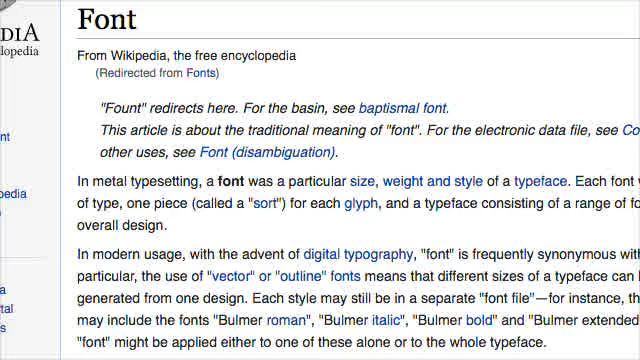 DIA
lopedia
Font
From Wikipedia, the free encyclopedia
(Redirected from Fonts)
"Fount" redirects here. For the basin, see baptismal font.
This article is about the traditional meaning of "font". For the electronic data file, see Co
other uses, see Font (disambiguation).
nt
In metal typesetting, a font was a particular size, weight and style of a typeface. Each font
pedia
of type, one piece (called a "sort") for each glyph, and a typeface consisting of a range of fo
overall design.
In modern usage, with the advent of digital typography, "font" is frequently synonymous with
particular, the use of "vector" or "outline" fonts means that different sizes of a typeface can
a
generated from one design. Each style may still be in a separate "font file"—for instance, th
tal
may include the fonts "Bulmer roman", "Bulmer italic", "Bulmer bold" and "Bulmer extended
s
"font" might be applied either to one of these alone or to the whole typeface.